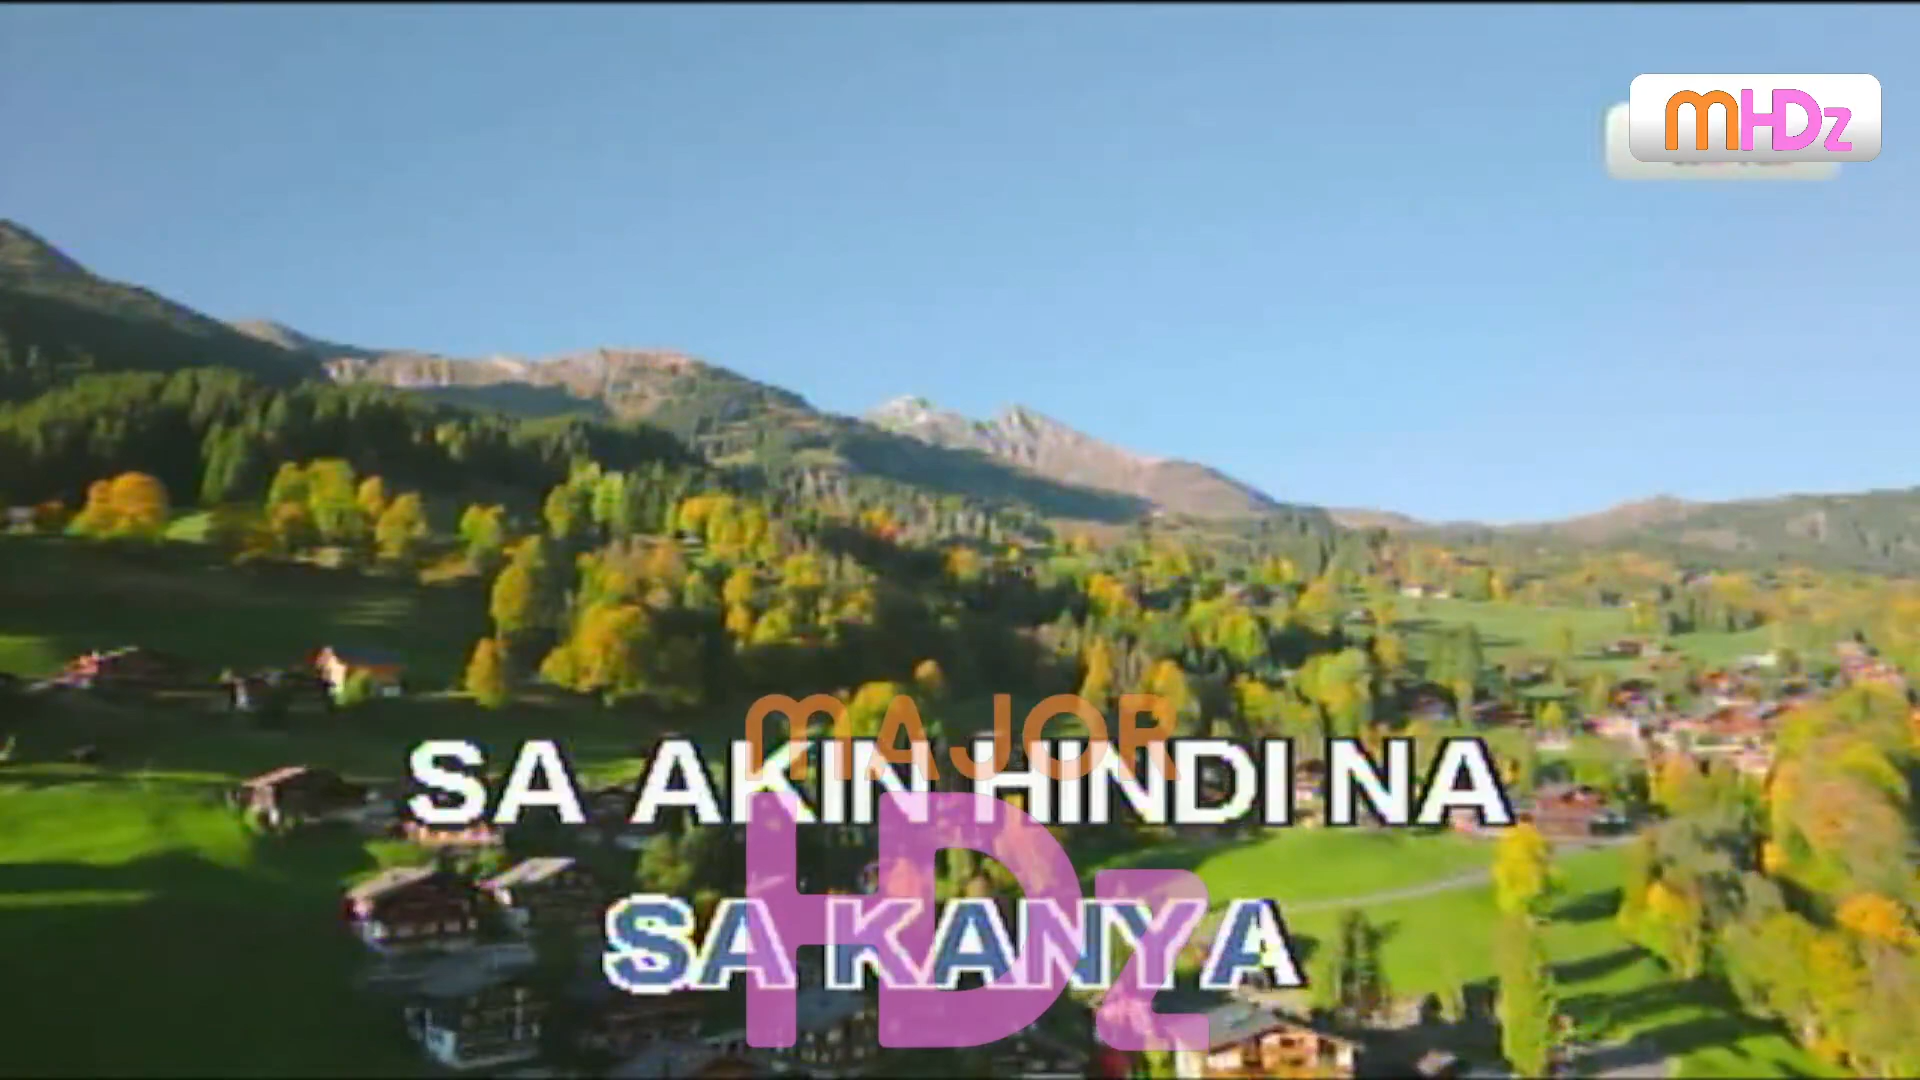 mHDz
MAJOR
SA AKIN HINDI NA
HDz
SA KANYA